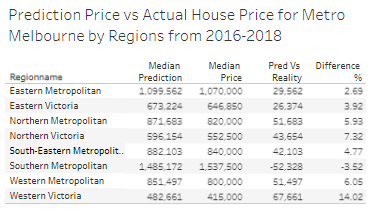 Prediction Price vs Actual House Price for Metro
Melbourne by Regions from 2016-2018
Median Median Pred Vs Difference
Regionname Prediction Price Reality %
Eastern Metropolitan 1,099,562 1,070,000 29,562 2.69
Eastern Victoria 673,224 646,850 26,374 3.92
Northern Metropolitan 871,683 820,000 51,683 5.93
Northern Victoria 596,154 552,500 43,654 7.32
South-Eastern Metropolit.. 882,103 840,000 42,103 4.77
Southern Metropolitan 1,485,172 1,537,500 -52,328 -3.52
Western Metropolitan 851,497 800,000 51,497 6.05
Western Victoria 482,661 415,000 67,661 14.02